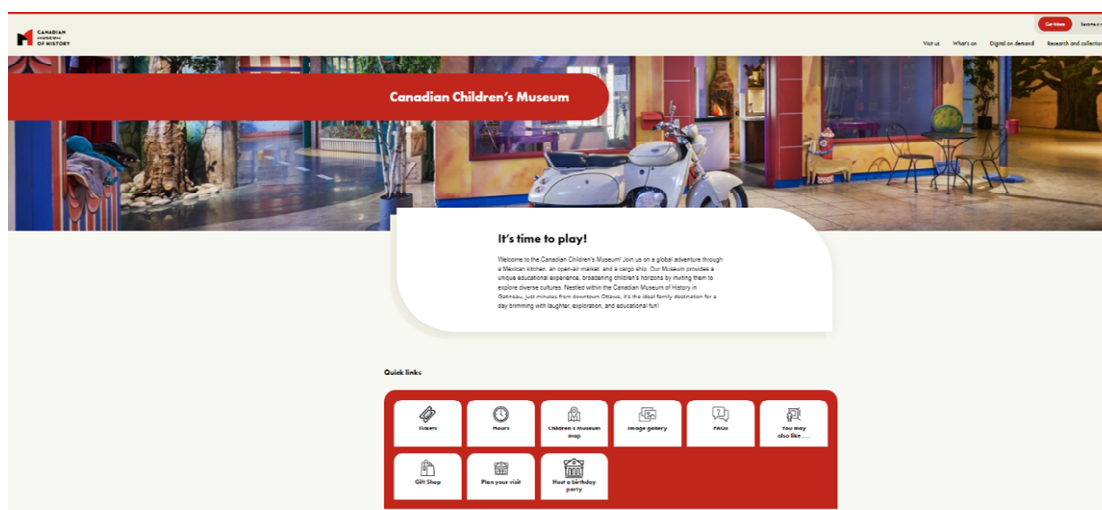 CANADIAN
MUSEUM
OF HISTORY
Get tickets
Become a
Visit us
What's on
Digital on demand
Research and collection
Canadian Children's Museum
It's time to play!
Welcome to the Canadian Children's Museum! Join us on a global adventure through
a Mexican kitchen, an open-air market, and a cargo ship. Our Museum provides a
unique educational experience, broadening children's horizons by inviting them to
explore diverse cultures. Nestled within the Canadian Museum of History in
Gatineau, just minutes from downtown Ottawa, it's the ideal family destination for a
day brimming with laughter, exploration, and educational fun!
Quick links
Tickets
Hours
Children's Museum
map
Image gallery
FAQs
You may
also like . . .
Gift Shop
Plan your visit
Host a birthday
party